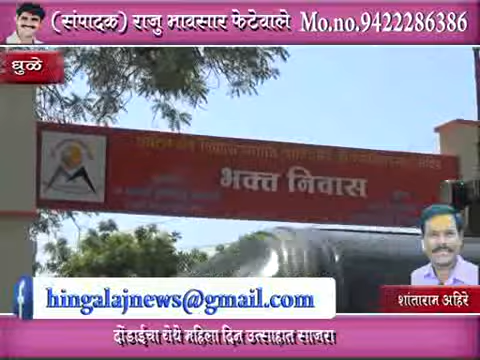 (संपादक) राजु भावसार फेटेवाले Mo.no.9422286386
धुळे
भक्त निवास
hingalajnews@gmail.com
शांताराम अहिरे
दोंडाईचा येथे महिला दिन उत्साहात साजरा